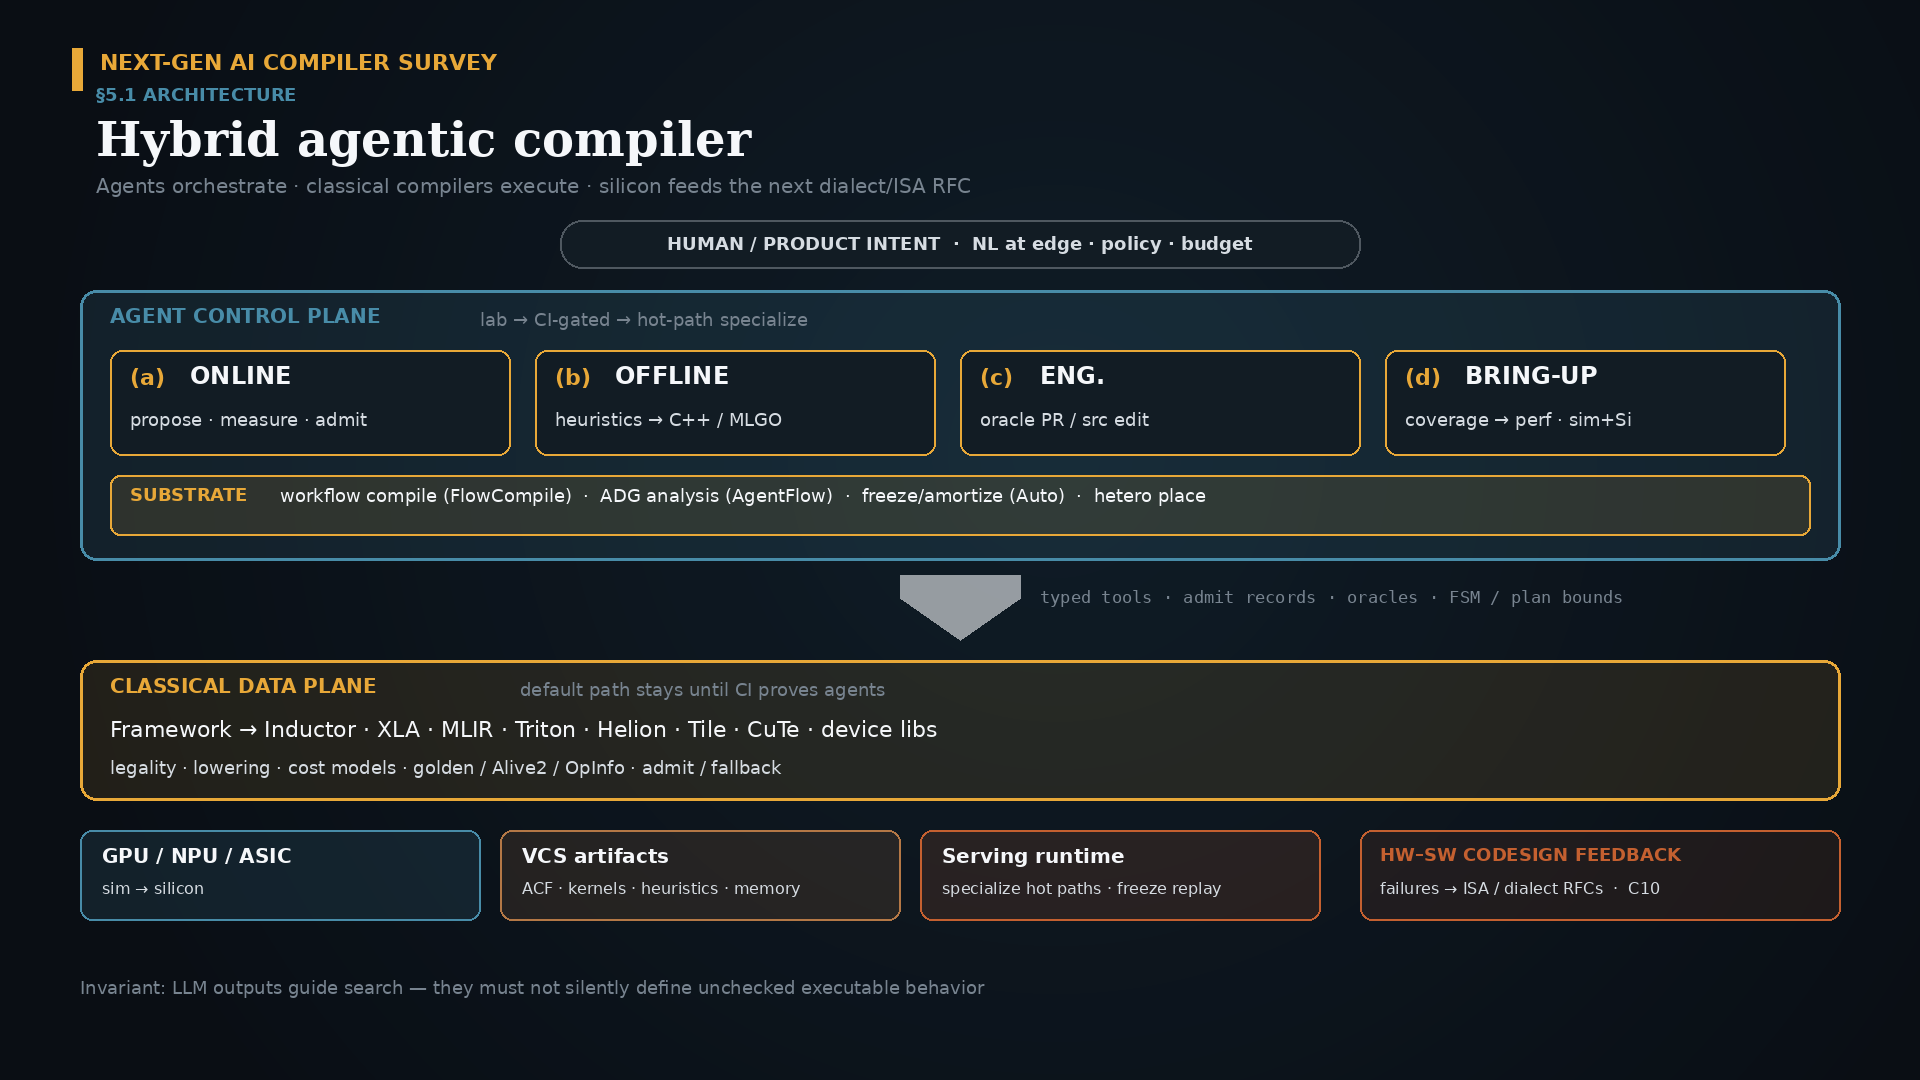 NEXT-GEN AI COMPILER SURVEY
§5.1 ARCHITECTURE
Hybrid agentic compiler
Agents orchestrate · classical compilers execute · silicon feeds the next dialect/ISA RFC
HUMAN / PRODUCT INTENT · NL at edge · policy · budget
AGENT CONTROL PLANE
lab → CI-gated → hot-path specialize
(a) ONLINE
propose · measure · admit
(b) OFFLINE
heuristics → C++ / MLGO
(c) ENG.
oracle PR / src edit
(d) BRING-UP
coverage → perf · sim+Si
SUBSTRATE workflow compile (FlowCompile) · ADG analysis (AgentFlow) · freeze/amortize (Auto) · hetero place
typed tools · admit records · oracles · FSM / plan bounds
CLASSICAL DATA PLANE
default path stays until CI proves agents
Framework → Inductor · XLA · MLIR · Triton · Helion · Tile · CuTe · device libs
legality · lowering · cost models · golden / Alive2 / OpInfo · admit / fallback
GPU / NPU / ASIC
sim → silicon
VCS artifacts
ACF · kernels · heuristics · memory
Serving runtime
specialize hot paths · freeze replay
HW–SW CODESIGN FEEDBACK
failures → ISA / dialect RFCs · C10
Invariant: LLM outputs guide search — they must not silently define unchecked executable behavior